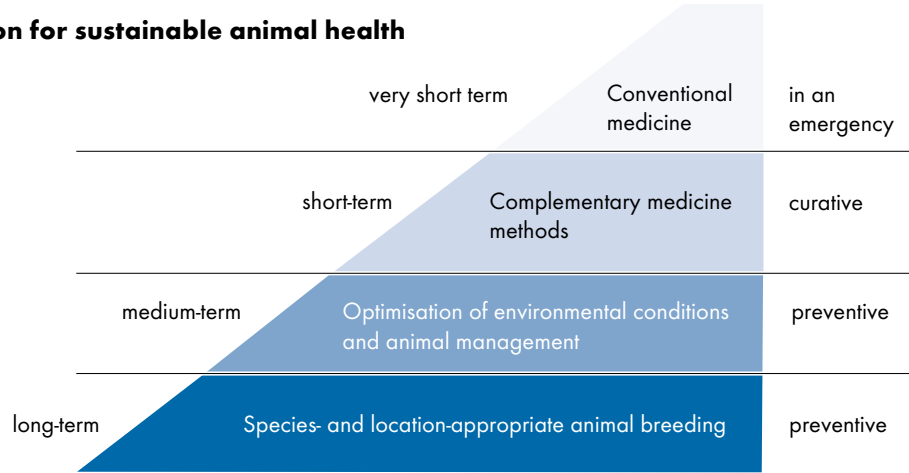 on for sustainable animal health
very short term
Conventional
medicine
in an
emergency
short-term
Complementary medicine
methods
curative
medium-term
Optimisation of environmental conditions
and animal management
preventive
long-term
Species- and location-appropriate animal breeding
preventive